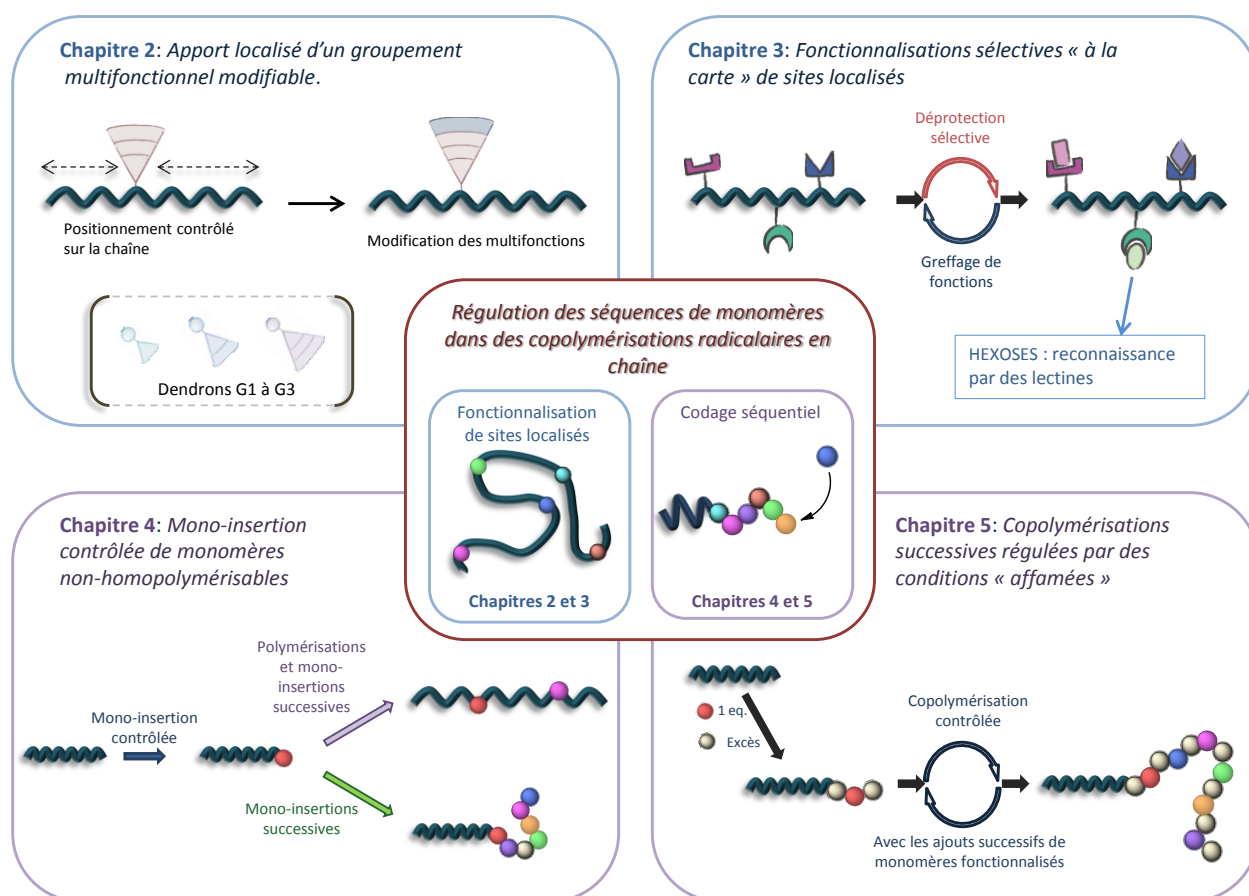 Chapitre 2: Apport localisé d'un groupement
multifonctionnel modifiable.
Positionnement contrôlé
sur la chaîne
Modification des multifonctions
Dendrons G1 à G3
Chapitre 3: Fonctionnalisations sélectives « à la
carte » de sites localisés
Déprotection
sélective
Greffage de
fonctions
HEXOSES : reconnaissance
par des lectines
Régulation des séquences de monomères
dans des copolymérisations radicalaires en
chaîne
Fonctionnalisation
de sites localisés
Chapitres 2 et 3
Codage séquentiel
Chapitres 4 et 5
Chapitre 4: Mono-insertion
contrôlée de monomères
non-homopolymérisables
Mono-insertion
contrôlée
Polymérisations
et mono-
insertions
successives
Mono-insertions
successives
Chapitre 5: Copolymérisations
successives régulées par des
conditions « affamées »
1 eq.
Excès
Copolymérisation
contrôlée
Avec les ajouts successifs de
monomères fonctionnalisés